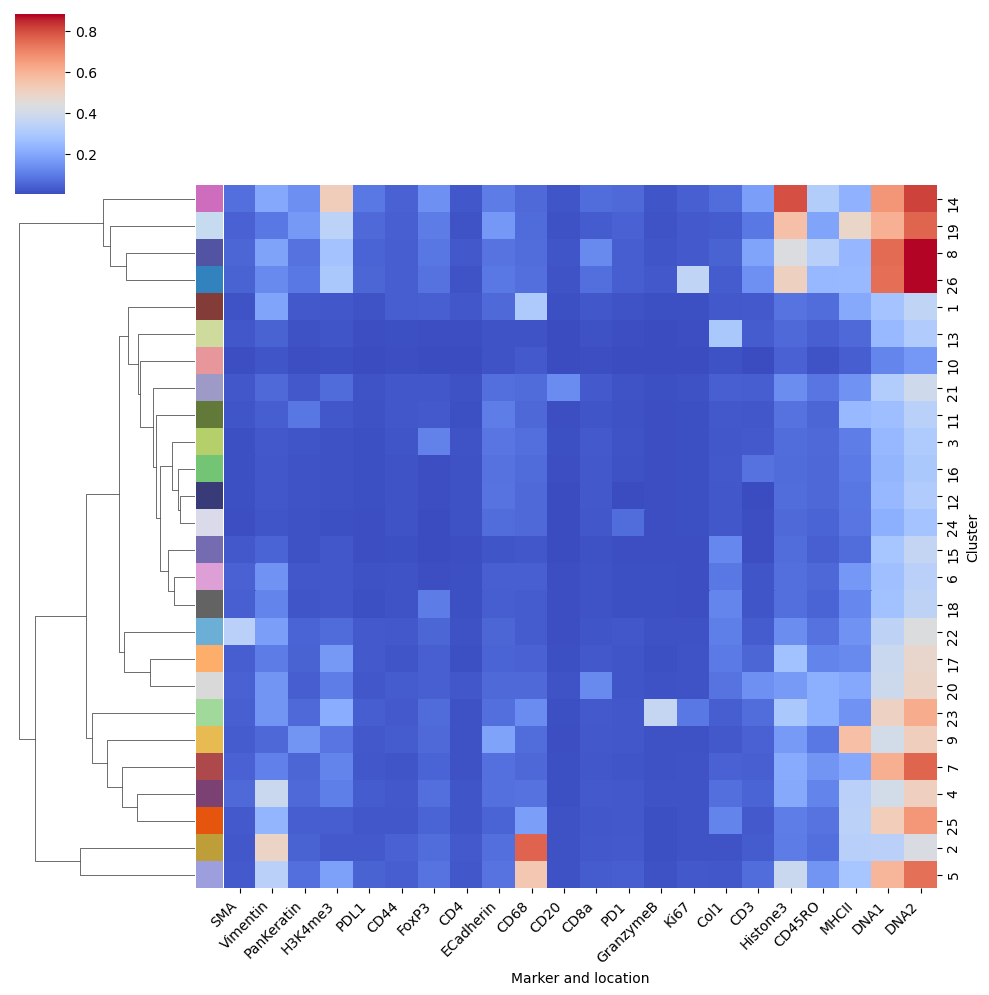 0.8
0.6
0.4
0.2
14
19
8
26
1
13
10
21
11
3
16
12
24
15
6
18
22
17
20
23
9
7
4
25
2
5
Cluster
SMA
Vimentin
PanKeratin
H3K4me3
PDL1
CD44
FoxP3
CD4
ECadherin
CD68
CD20
CD8a
PD1
GranzymeB
Ki67
Col1
CD3
Histone3
CD45RO
MHCII
DNA1
DNA2
Marker and location